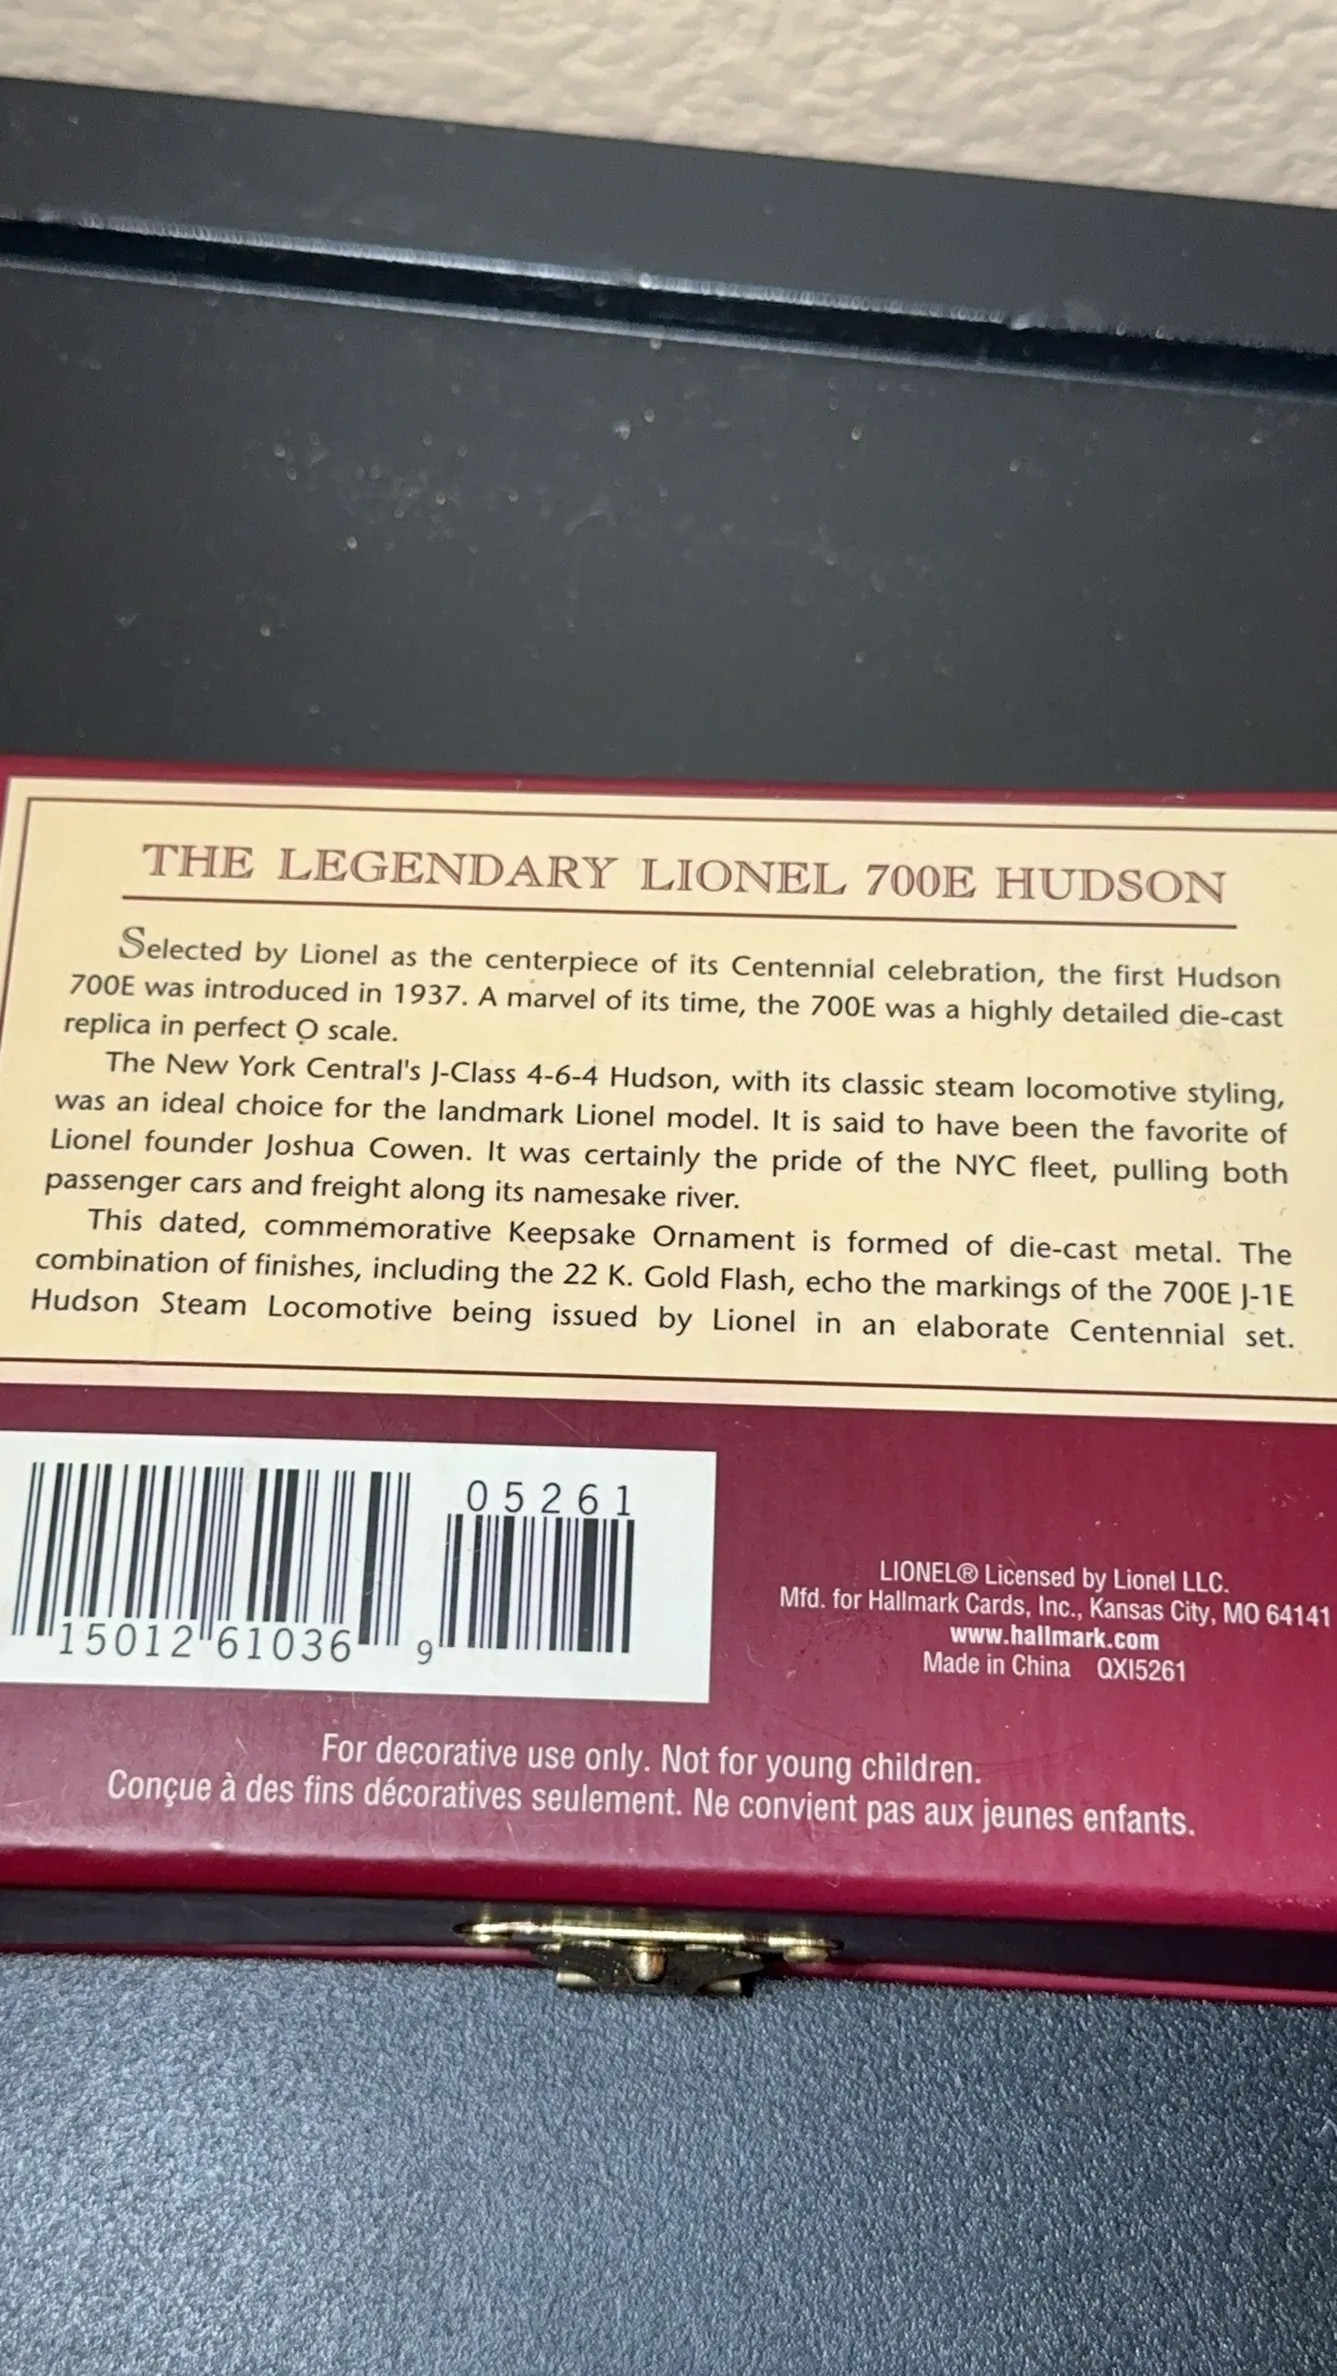 THE LEGENDARY LIONEL 700E HUDSON
Selected by Lionel as the centerpiece of its Centennial celebration, the first Hudson
700E was introduced in 1937. A marvel of its time, the 700E was a highly detailed die-cast
replica in perfect O scale.
The New York Central's J-Class 4-6-4 Hudson, with its classic steam locomotive styling,
was an ideal choice for the landmark Lionel model. It is said to have been the favorite of
Lionel founder Joshua Cowen. It was certainly the pride of the NYC fleet, pulling both
passenger cars and freight along its namesake river.
This dated, commemorative Keepsake Ornament is formed of die-cast metal. The
combination of finishes, including the 22 K. Gold Flash, echo the markings of the 700E J-1E
Hudson Steam Locomotive being issued by Lionel in an elaborate Centennial set.
05261
15012 61036 9
LIONEL® Licensed by Lionel LLC.
Mfd. for Hallmark Cards, Inc., Kansas City, MO 64141
www.hallmark.com
Made in China QXI5261
For decorative use only. Not for young children.
Conçue à des fins décoratives seulement. Ne convient pas aux jeunes enfants.